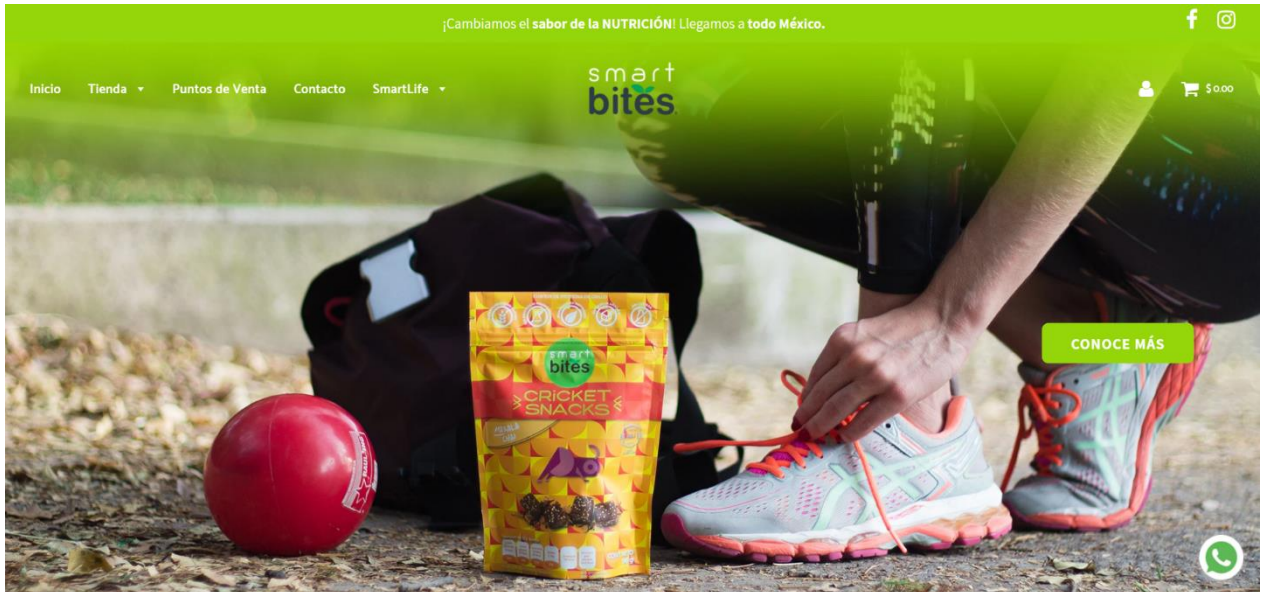 ¡Cambiamos el sabor de la NUTRICIÓN! Llegamos a todo México.
Inicio
Tienda
Puntos de Venta
Contacto
SmartLife
smart
bites
$ 0.00
CONOCE MÁS
smart
bites
CRICKET
SNACKS